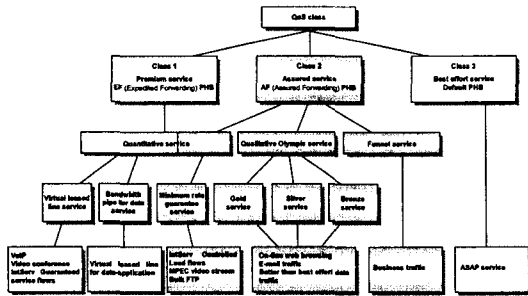 QoS class
Class 1
Premium service
EF (Expedited Forwarding) PHB
Class 2
Assured service
AF (Assured Forwarding) PHB
Class 3
Best effort service
Default PHB
Quantitative service
Qualitative Olympic service
Funnel service
Virtual leased
line service
Bandwidth
pipe for data
service
Minimum rate
guarantee
service
Gold
service
Silver
service
Bronze
service
VoIP
Video conference
IntServ Guaranteed
service flows
Virtual leased line
for data-application
IntServ Controlled
Load flows
MPEG video stream
Bulk FTP
On-line web browsing
E-mail traffic
Better than best effort data
traffic
Business traffic
ASAP service